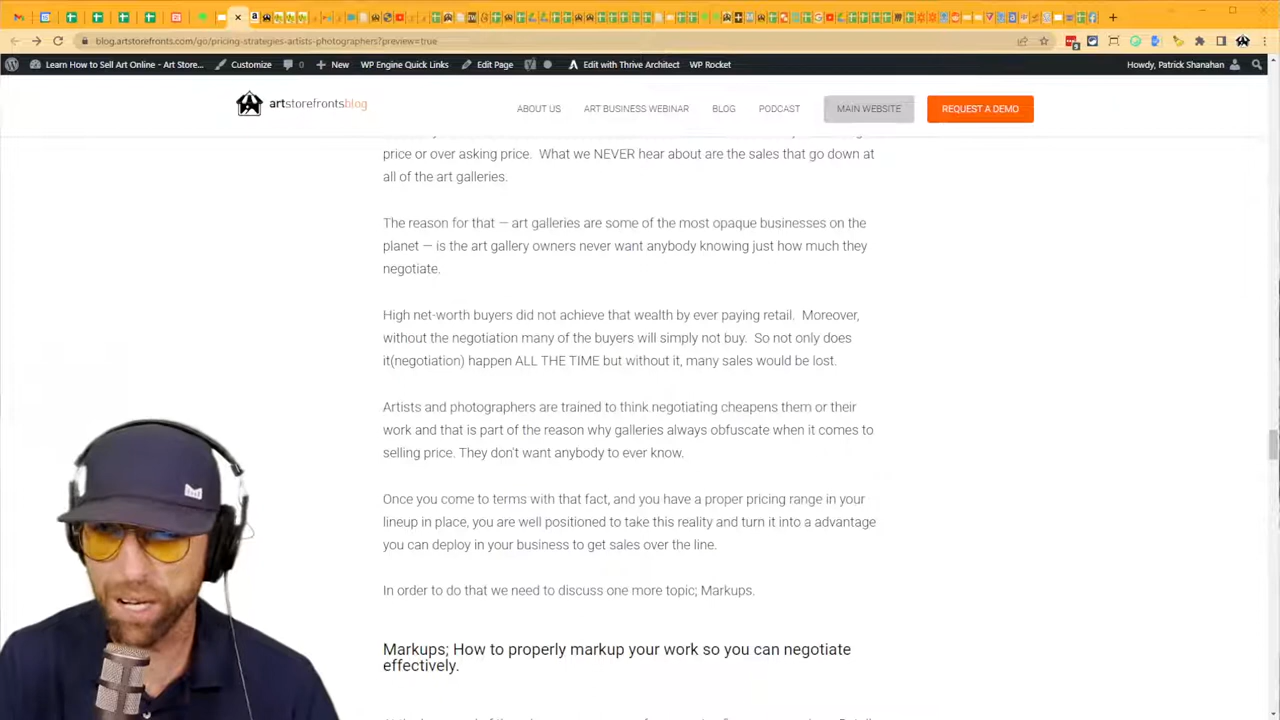 blog.artstorefronts.com/go/pricing-strategies-artists-photographers?preview=true
Learn How to Sell Art Online - Art Store... Customize 0 New WP Engine Quick Links Edit Page Edit with Thrive Architect WP Rocket Howdy, Patrick Shanahan
artstorefrontsblog ABOUT US ART BUSINESS WEBINAR BLOG PODCAST MAIN WEBSITE REQUEST A DEMO
price or over asking price. What we NEVER hear about are the sales that go down at
all of the art galleries.
The reason for that — art galleries are some of the most opaque businesses on the
planet — is the art gallery owners never want anybody knowing just how much they
negotiate.
High net-worth buyers did not achieve that wealth by ever paying retail. Moreover,
without the negotiation many of the buyers will simply not buy. So not only does
it(negotiation) happen ALL THE TIME but without it, many sales would be lost.
Artists and photographers are trained to think negotiating cheapens them or their
work and that is part of the reason why galleries always obfuscate when it comes to
selling price. They don't want anybody to ever know.
Once you come to terms with that fact, and you have a proper pricing range in your
lineup in place, you are well positioned to take this reality and turn it into a advantage
you can deploy in your business to get sales over the line.
In order to do that we need to discuss one more topic; Markups.
Markups; How to properly markup your work so you can negotiate
effectively.